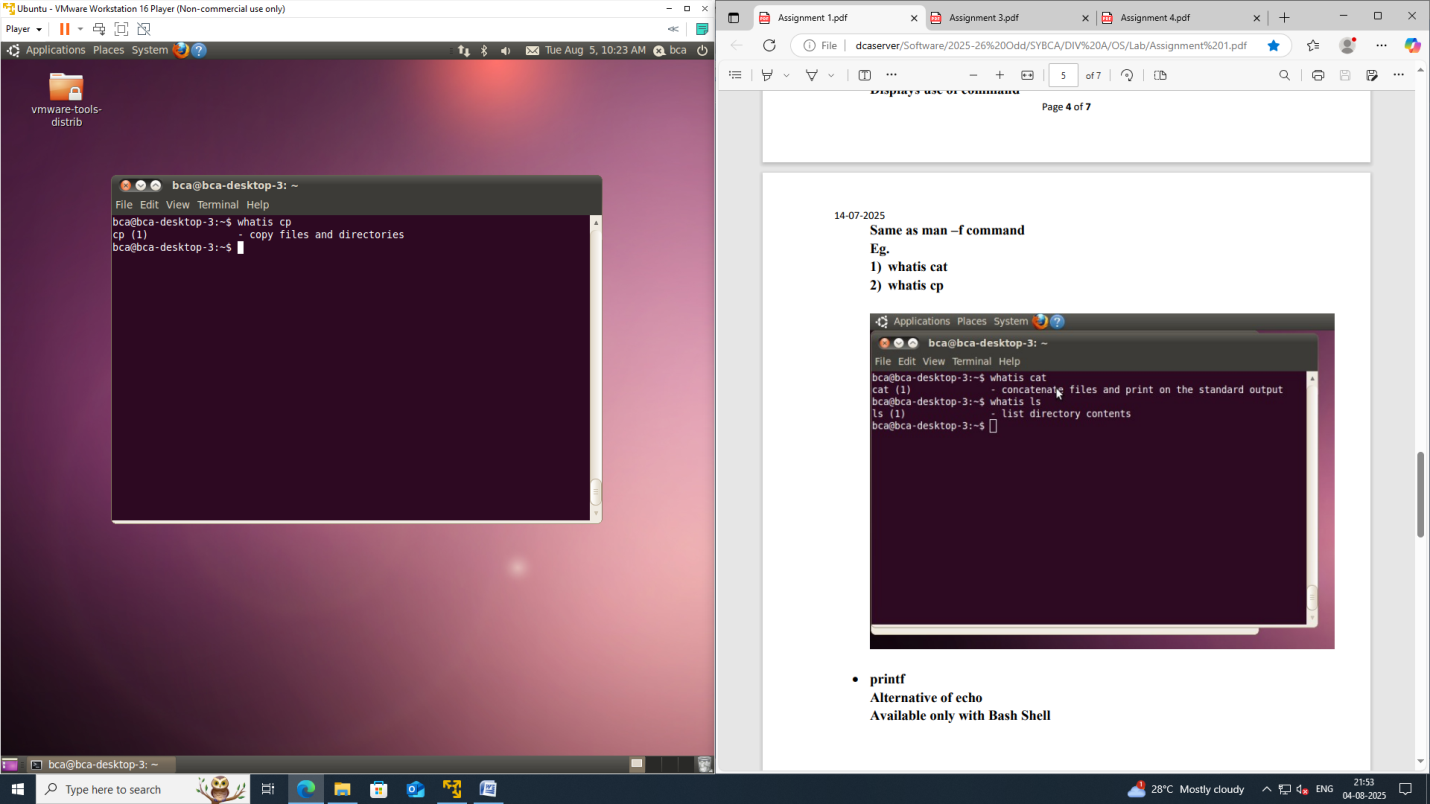 Ubuntu - VMware Workstation 16 Player (Non-commercial use only)
Player
Applications Places System
Tue Aug 5, 10:23 AM bca
vmware-tools-
distrib
bca@bca-desktop-3: ~
File Edit View Terminal Help
bca@bca-desktop-3:~$ whatis cp
cp (1) - copy files and directories
bca@bca-desktop-3:~$
bca@bca-desktop-3: ~
Assignment 1.pdf
Assignment 3.pdf
Assignment 4.pdf
File dcaserver/Software/2025-26%20Odd/SYBCA/DIV%20A/OS/Lab/Assignment%201.pdf
5 of 7
Displays use of command
Page 4 of 7
14-07-2025
Same as man –f command
Eg.
1) whatis cat
2) whatis cp
Applications Places System
bca@bca-desktop-3: ~
File Edit View Terminal Help
bca@bca-desktop-3:~$ whatis cat
cat (1) - concatenate files and print on the standard output
bca@bca-desktop-3:~$ whatis ls
ls (1) - list directory contents
bca@bca-desktop-3:~$
• printf
Alternative of echo
Available only with Bash Shell
Type here to search
28°C Mostly cloudy
ENG
21:53
04-08-2025